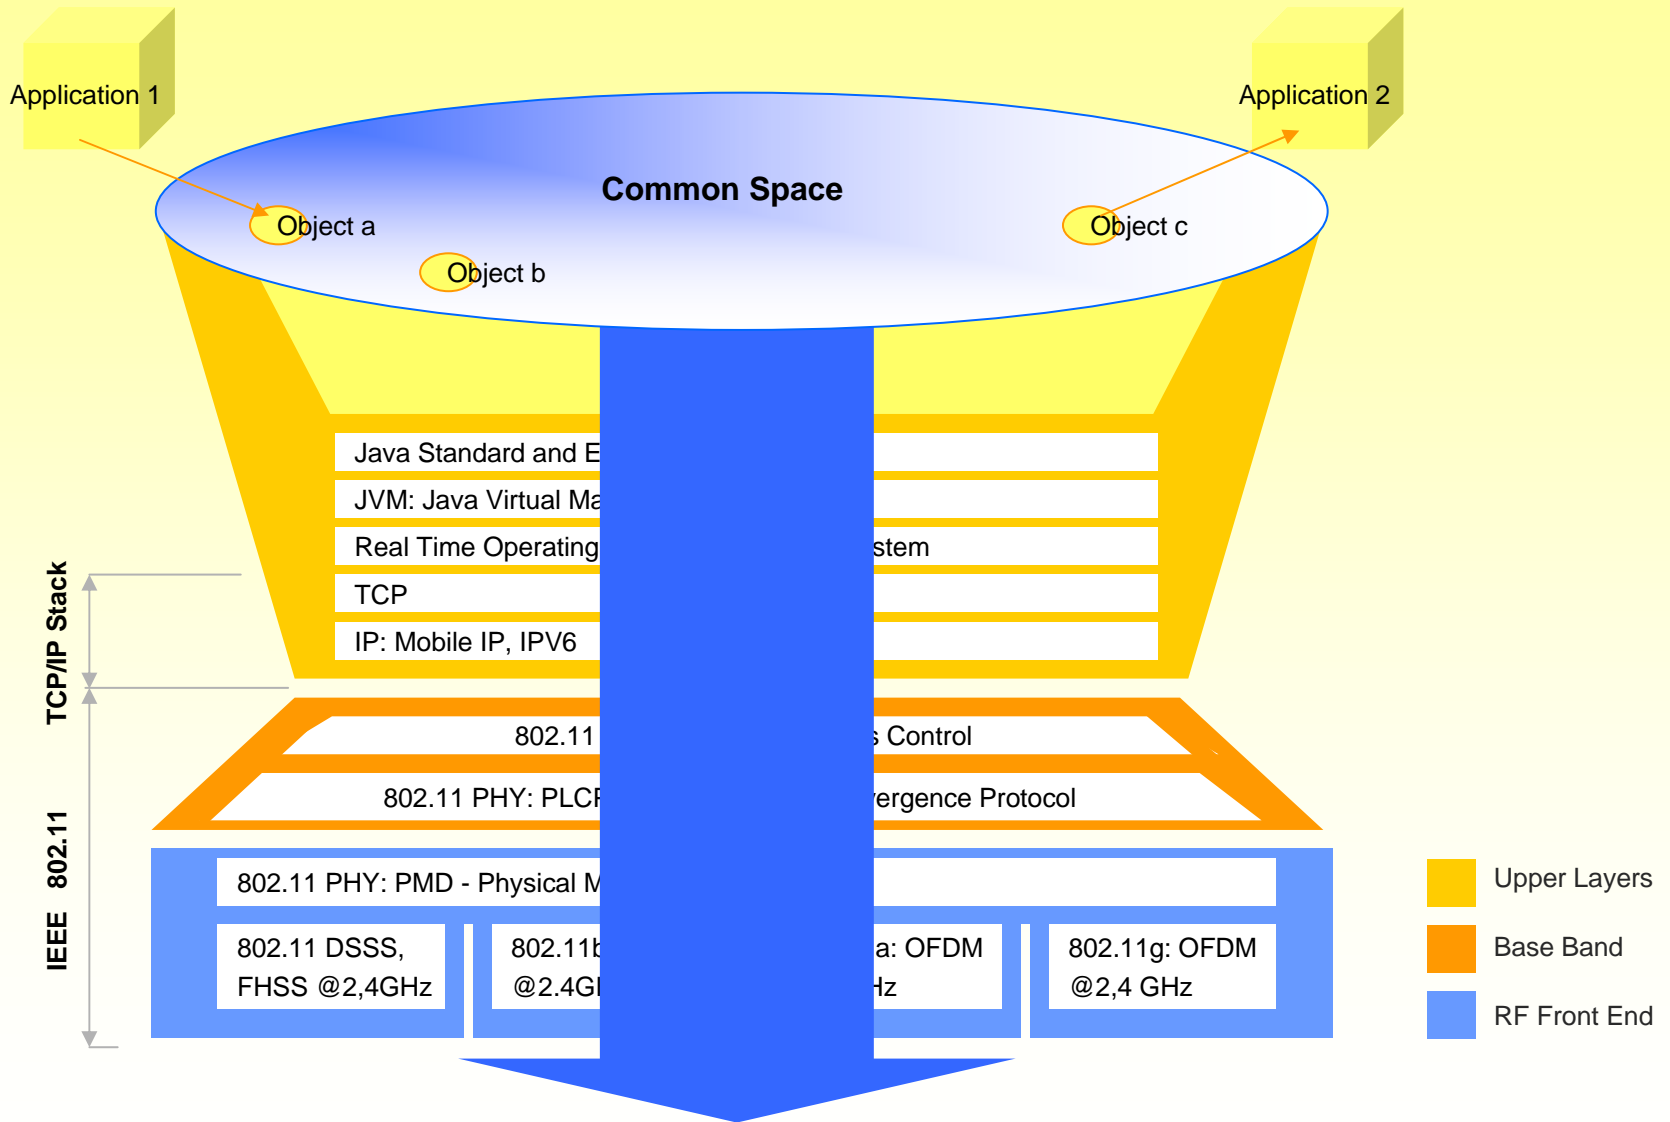 Application 1
Application 2
Common Space
Object a
Object c
Object b
Java Standard and E
JVM: Java Virtual Ma
Real Time Operating stem
TCP
IP: Mobile IP, IPV6
TCP/IP Stack
802.11 s Control
802.11 PHY: PLCP vergence Protocol
IEEE 802.11
802.11 PHY: PMD - Physical M
802.11 DSSS,
FHSS @2,4GHz
802.11b
@2.4GH
a: OFDM
Hz
802.11g: OFDM
@2,4 GHz
Upper Layers
Base Band
RF Front End